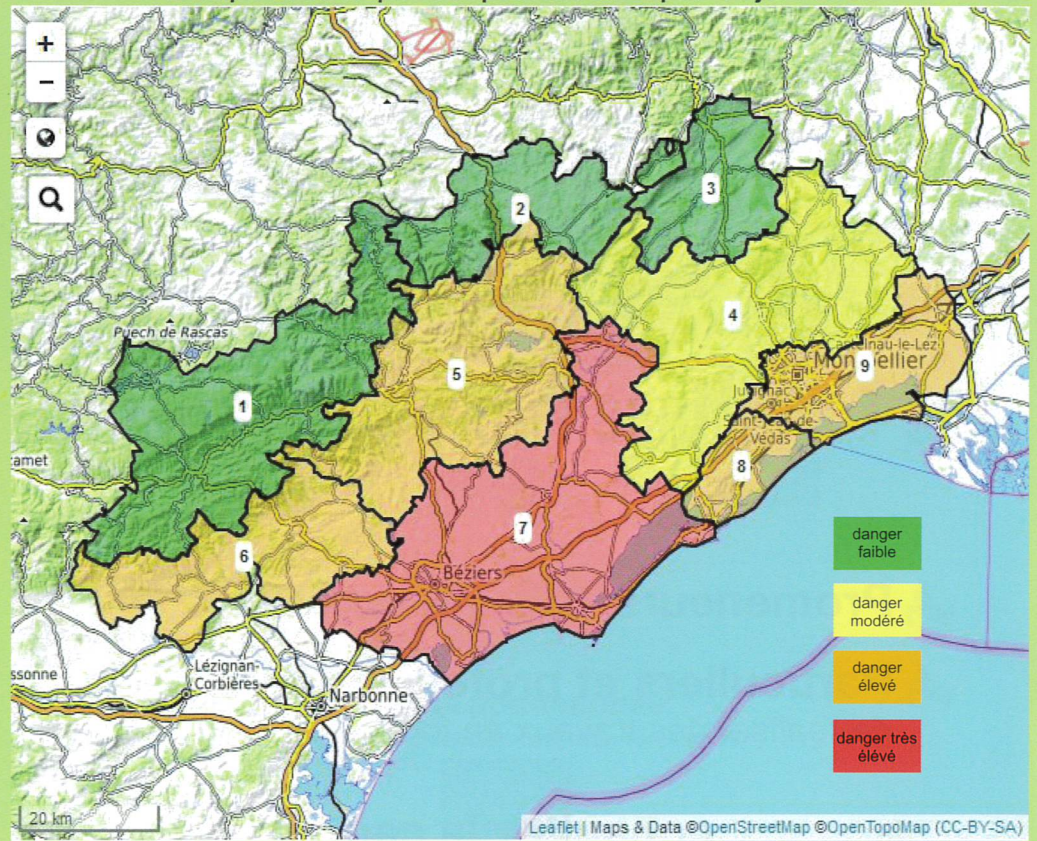 +
−
Puech de Rascas
1
2
3
4
5
6
7
8
9
Castelnau-le-Lez
Montpellier
Juvignac
Saint-Jean-de-
Védas
Béziers
amet
ssonne
Lézignan-
Corbières
Narbonne
danger
faible
danger
modéré
danger
élevé
danger très
élévé
20 km
Leaflet | Maps & Data ©OpenStreetMap ©OpenTopoMap (CC-BY-SA)